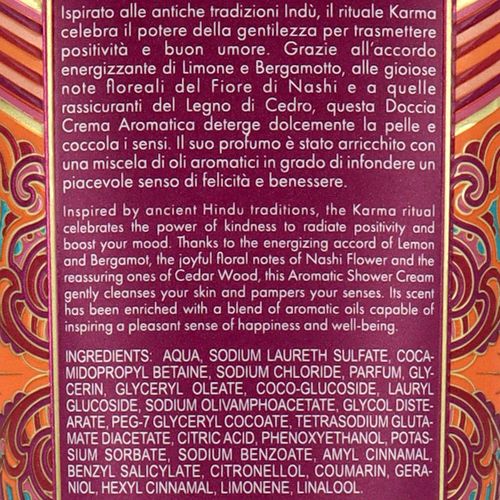 Ispirato alle antiche tradizioni Indù, il rituale Karma
celebra il potere della gentilezza per trasmettere
positività e buon umore. Grazie all’accordo
energizzante di Limone e Bergamotto, alle gioiose
note floreali del Fiore di Nashi e a quelle
rassicuranti del Legno di Cedro, questa Doccia
Crema Aromatica deterge dolcemente la pelle e
coccola i sensi. Il suo profumo è stato arricchito con
una miscela di oli aromatici in grado di infondere un
piacevole senso di felicità e benessere.
Inspired by ancient Hindu traditions, the Karma ritual
celebrates the power of kindness to radiate positivity and
boost your mood. Thanks to the energizing accord of Lemon
and Bergamot, the joyful floral notes of Nashi Flower and the
reassuring ones of Cedar Wood, this Aromatic Shower Cream
gently cleanses your skin and pampers your senses. Its scent
has been enriched with a blend of aromatic oils capable of
inspiring a pleasant sense of happiness and well-being.
INGREDIENTS: AQUA, SODIUM LAURETH SULFATE, COCA-
MIDOPROPYL BETAINE, SODIUM CHLORIDE, PARFUM, GLY-
CERIN, GLYCERYL OLEATE, COCO-GLUCOSIDE, LAURYL
GLUCOSIDE, SODIUM OLIVAMPHOACETATE, GLYCOL DISTE-
ARATE, PEG-7 GLYCERYL COCOATE, TETRASODIUM GLUTA-
MATE DIACETATE, CITRIC ACID, PHENOXYETHANOL, POTAS-
SIUM SORBATE, SODIUM BENZOATE, AMYL CINNAMAL,
BENZYL SALICYLATE, CITRONELLOL, COUMARIN, GERA-
NIOL, HEXYL CINNAMAL, LIMONENE, LINALOOL.